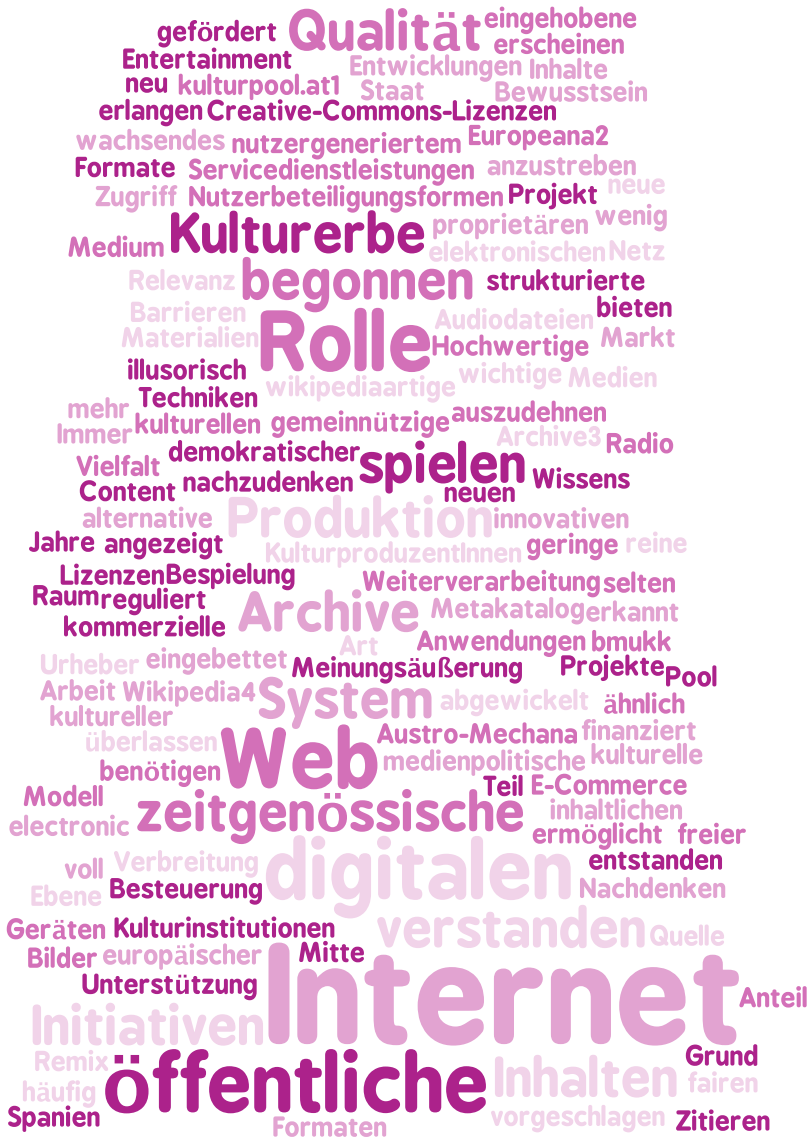 gefördert Qualität eingehobene
erscheinen
Entertainment Entwicklungen Inhalte
neu kulturpool.at1 Staat Bewusstsein
erlangen Creative-Commons-Lizenzen
wachsendes nutzergeneriertem Europeana2
Formate Servicedienstleistungen anzustreben
Zugriff Nutzerbeteiligungsformen Projekt neue
Kulturerbe proprietären wenig
Medium elektronischen Netz
Relevanz begonnen strukturierte
Barrieren Rolle Audiodateien bieten
Materialien Hochwertige Markt
illusorisch wikipediaartige wichtige Medien
Techniken
mehr kulturellen gemeinnützige auszudehnen
Immer Archive3 Radio
demokratischer spielen
Vielfalt nachzudenken Wissens
Content neuen
alternative Produktion innovativen
Jahre angezeigt KulturproduzentInnen geringe reine
Lizenzen Bespielung Weiterverarbeitung selten
Raum reguliert Archive Metakatalog erkannt
kommerzielle Art Anwendungen bmukk
Urheber eingebettet Meinungsäußerung Projekte Pool
Arbeit Wikipedia4 System abgewickelt ähnlich
kultureller
überlassen Web Austro-Mechana finanziert
benötigen medienpolitische kulturelle
Modell Teil E-Commerce
electronic zeitgenössische inhaltlichen
ermöglicht freier
voll Verbreitung digitalen entstanden
Ebene Besteuerung Nachdenken
Geräten Kulturinstitutionen verstanden Quelle
Bilder europäischer Mitte
Unterstützung Internet Anteil
Initiativen
Remix öffentliche Inhalten Grund
häufig fairen
Spanien Formaten vorgeschlagen Zitieren